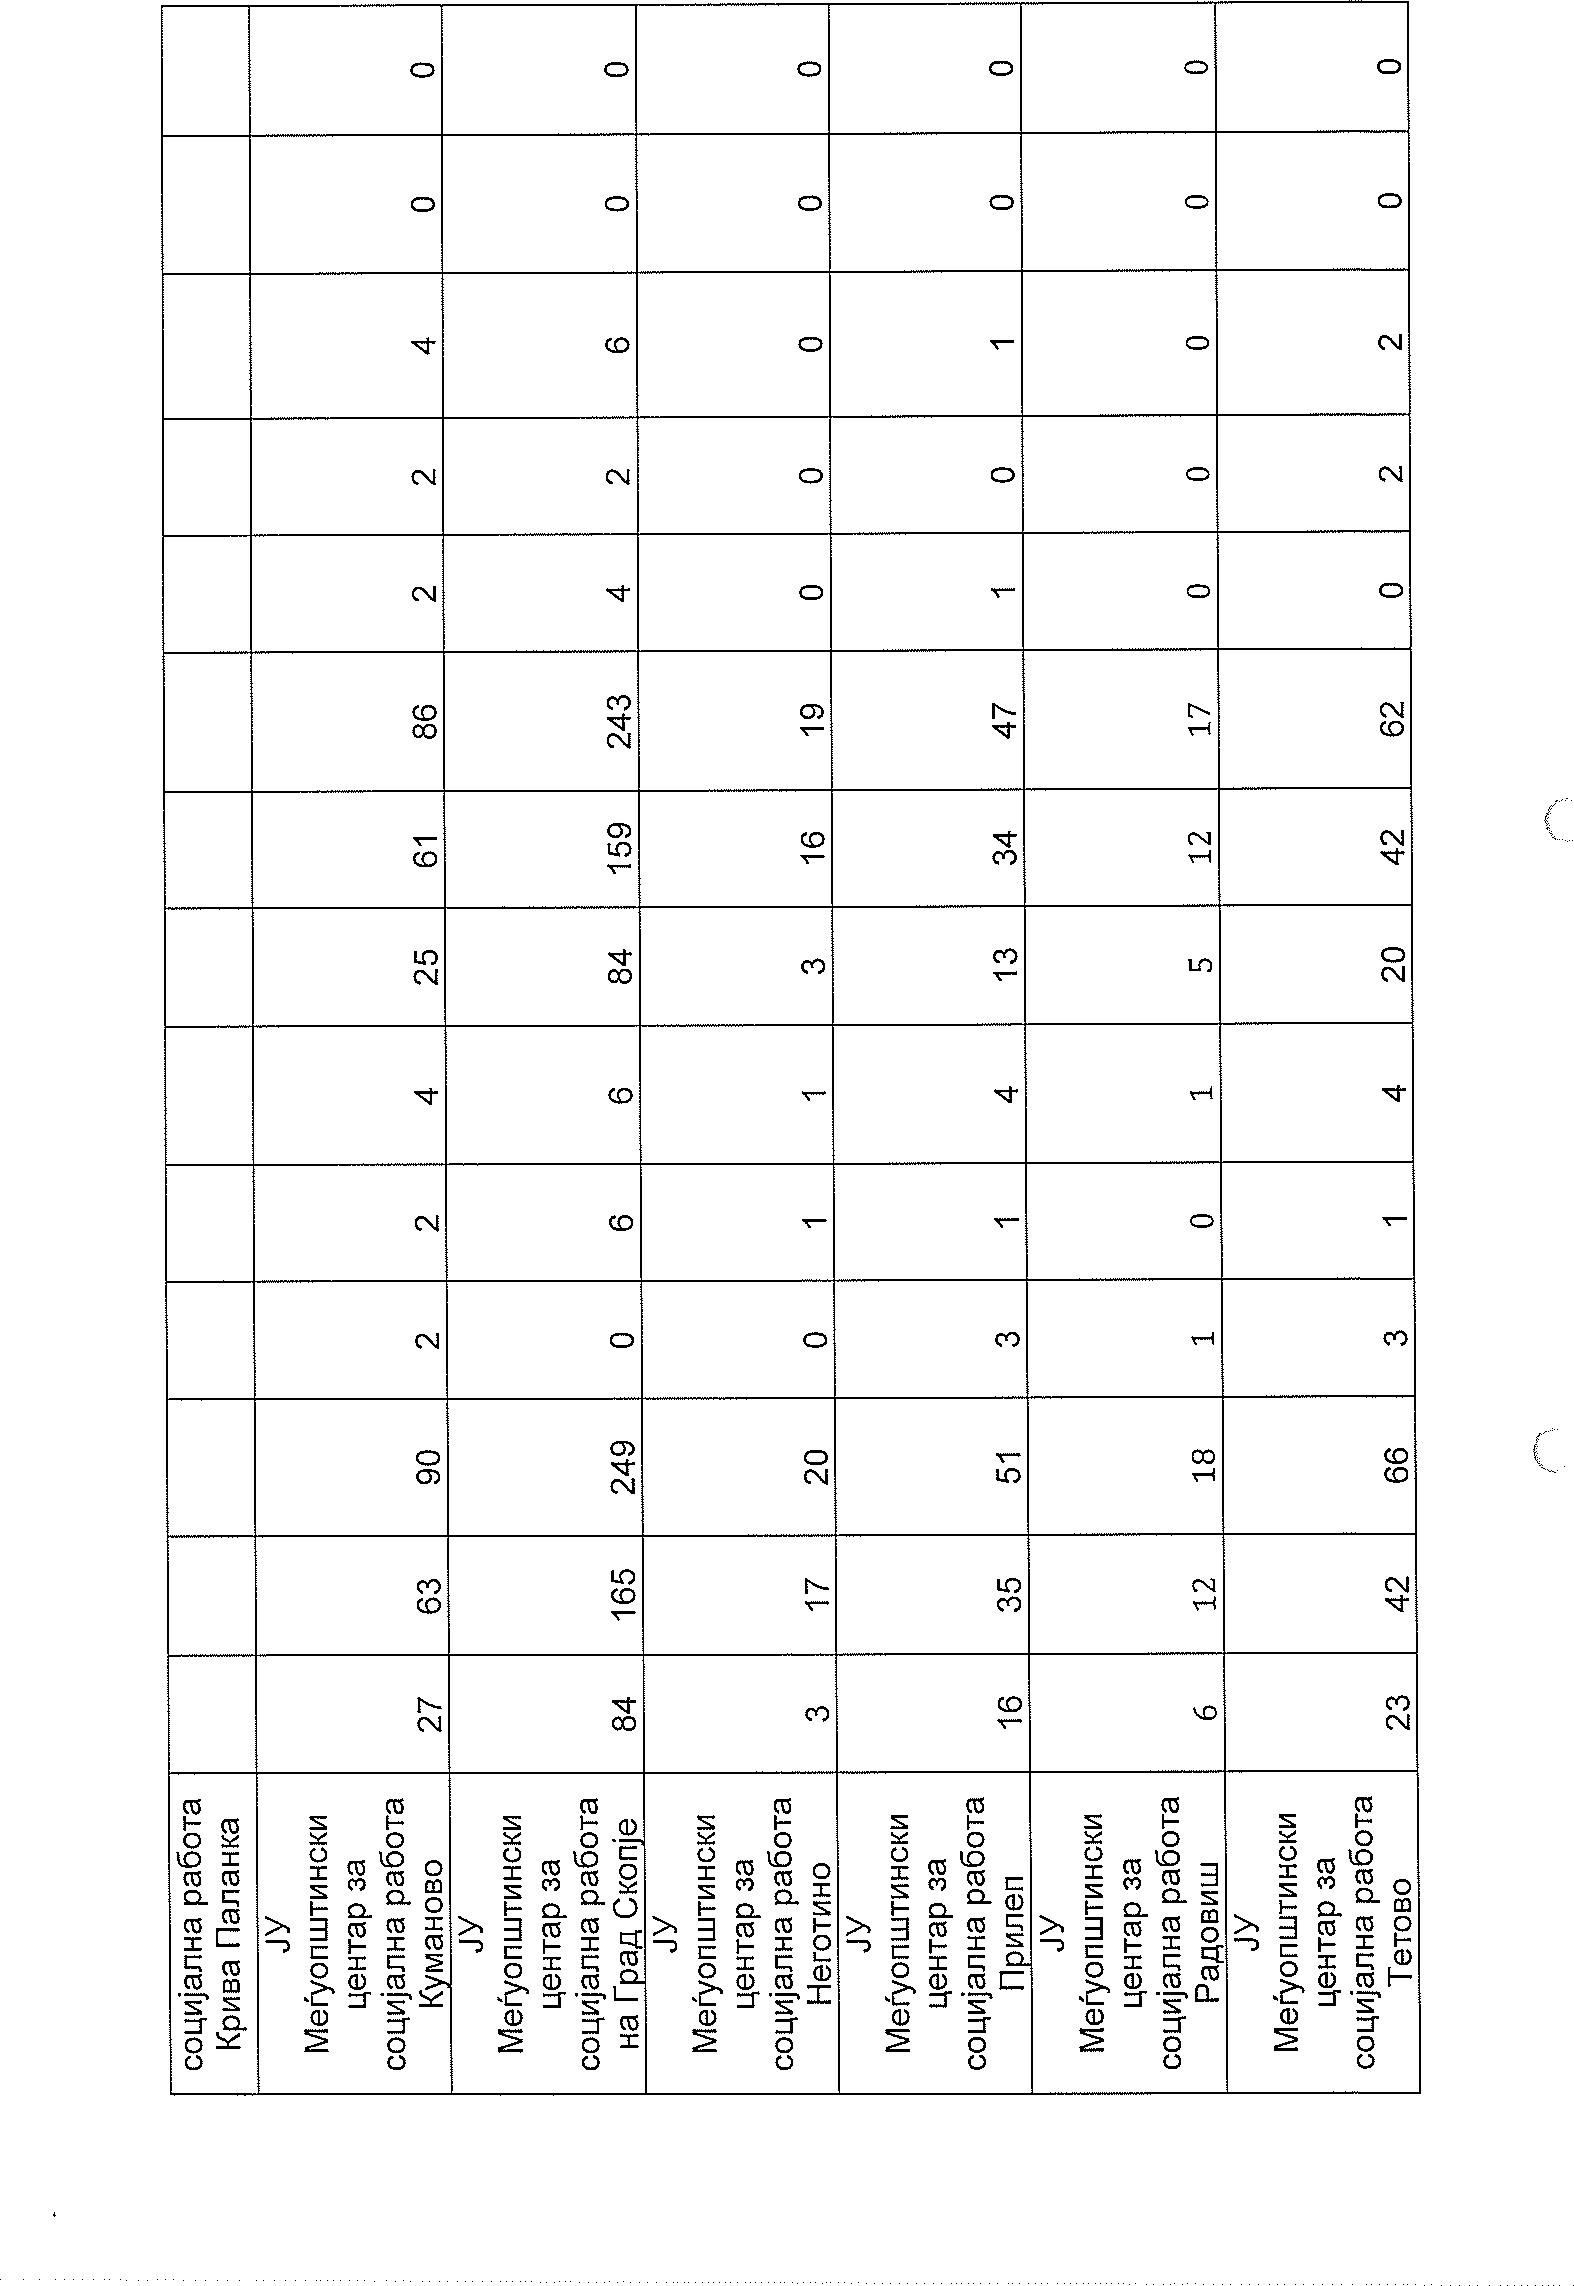 социјална работа
Крива Паланка
ЈУ
Меѓуопштински
центар за
социјална работа
Куманово
27 63 90 2 2 4 25 61 86 2 2 4 0 0
ЈУ
Меѓуопштински
центар за
социјална работа
на Град Скопје
84 165 249 0 6 6 84 159 243 4 2 6 0 0
ЈУ
Меѓуопштински
центар за
социјална работа
Неготино
3 17 20 0 1 1 3 16 19 0 0 0 0 0
ЈУ
Меѓуопштински
центар за
социјална работа
Прилеп
16 35 51 3 1 4 13 34 47 1 0 1 0 0
ЈУ
Меѓуопштински
центар за
социјална работа
Радовиш
6 12 18 1 0 1 5 12 17 0 0 0 0 0
ЈУ
Меѓуопштински
центар за
социјална работа
Тетово
23 42 66 3 1 4 20 42 62 0 2 2 0 0